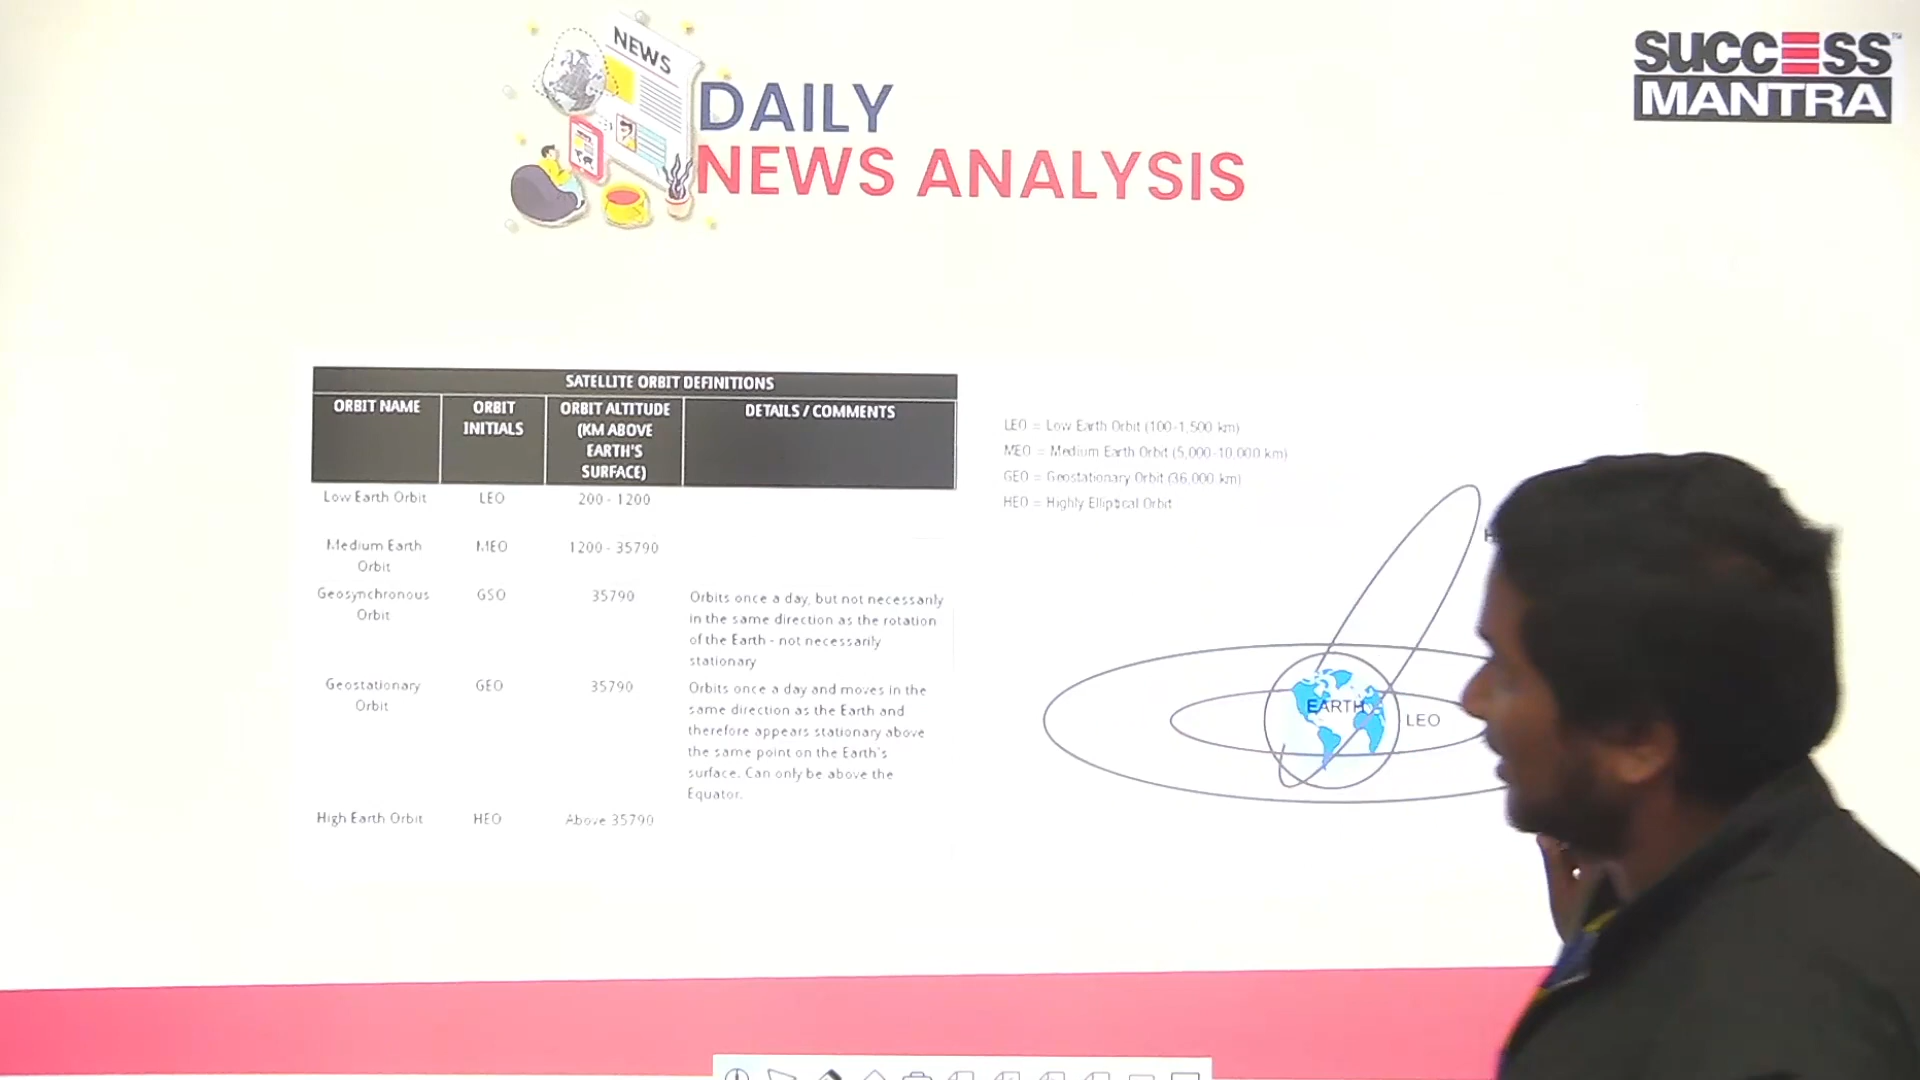 NEWS
DAILY
NEWS ANALYSIS
SUCCESS
MANTRA
SATELLITE ORBIT DEFINITIONS
ORBIT NAME
ORBIT
INITIALS
ORBIT ALTITUDE
(KM ABOVE
EARTH'S
SURFACE)
DETAILS / COMMENTS
Low Earth Orbit
LEO
200 - 1200
Medium Earth
Orbit
MEO
1200 - 35790
Geosynchronous
Orbit
GSO
35790
Orbits once a day, but not necessarily
in the same direction as the rotation
of the Earth - not necessarily
stationary
Geostationary
Orbit
GEO
35790
Orbits once a day and moves in the
same direction as the Earth and
therefore appears stationary above
the same point on the Earth's
surface. Can only be above the
Equator.
High Earth Orbit
HEO
Above 35790
LEO = Low Earth Orbit (100-1,500 km)
MEO = Medium Earth Orbit (5,000-10,000 km)
GEO = Geostationary Orbit (36,000 km)
HEO = Highly Elliptical Orbit
EARTH
LEO